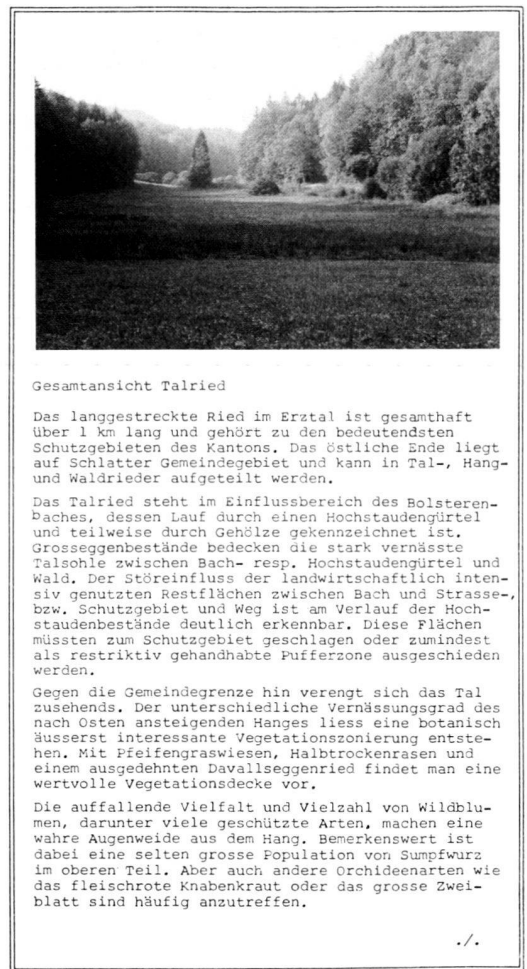 Gesamtansicht Talried
Das langgestreckte Ried im Erztal ist gesamthaft
über 1 km lang und gehört zu den bedeutendsten
Schutzgebieten des Kantons. Das östliche Ende liegt
auf Schlatter Gemeindegebiet und kann in Tal-, Hang-
und Waldrieder aufgeteilt werden.
Das Talried steht im Einflussbereich des Bolsteren-
baches, dessen Lauf durch einen Hochstaudengürtel
und teilweise durch Gehölze gekennzeichnet ist.
Grosseggenbestände bedecken die stark vernässte
Talsohle zwischen Bach- resp. Hochstaudengürtel und
Wald. Der Störeinfluss der landwirtschaftlich inten-
siv genutzten Restflächen zwischen Bach und Strasse-,
bzw. Schutzgebiet und Weg ist am Verlauf der Hoch-
staudenbestände deutlich erkennbar. Diese Flächen
müssten zum Schutzgebiet geschlagen oder zumindest
als restriktiv gehandhabte Pufferzone ausgeschieden
werden.
Gegen die Gemeindegrenze hin verengt sich das Tal
zusehends. Der unterschiedliche Vernässungsgrad des
nach Osten ansteigenden Hanges liess eine botanisch
äusserst interessante Vegetationszonierung entste-
hen. Mit Pfeifengraswiesen, Halbtrockenrasen und
einem ausgedehnten Davallseggenried findet man eine
wertvolle Vegetationsdecke vor.
Die auffallende Vielfalt und Vielzahl von Wildblu-
men, darunter viele geschützte Arten, machen eine
wahre Augenweide aus dem Hang. Bemerkenswert ist
dabei eine selten grosse Population von Sumpfwurz
im oberen Teil. Aber auch andere Orchideenarten wie
das fleischrote Knabenkraut oder das grosse Zwei-
blatt sind häufig anzutreffen.
./.